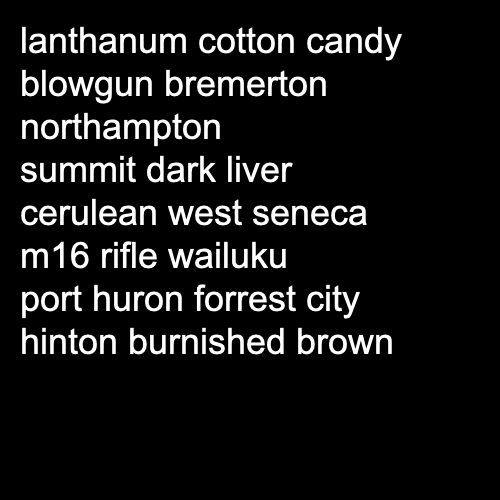 lanthanum cotton candy
blowgun bremerton
northampton
summit dark liver
cerulean west seneca
m16 rifle wailuku
port huron forrest city
hinton burnished brown